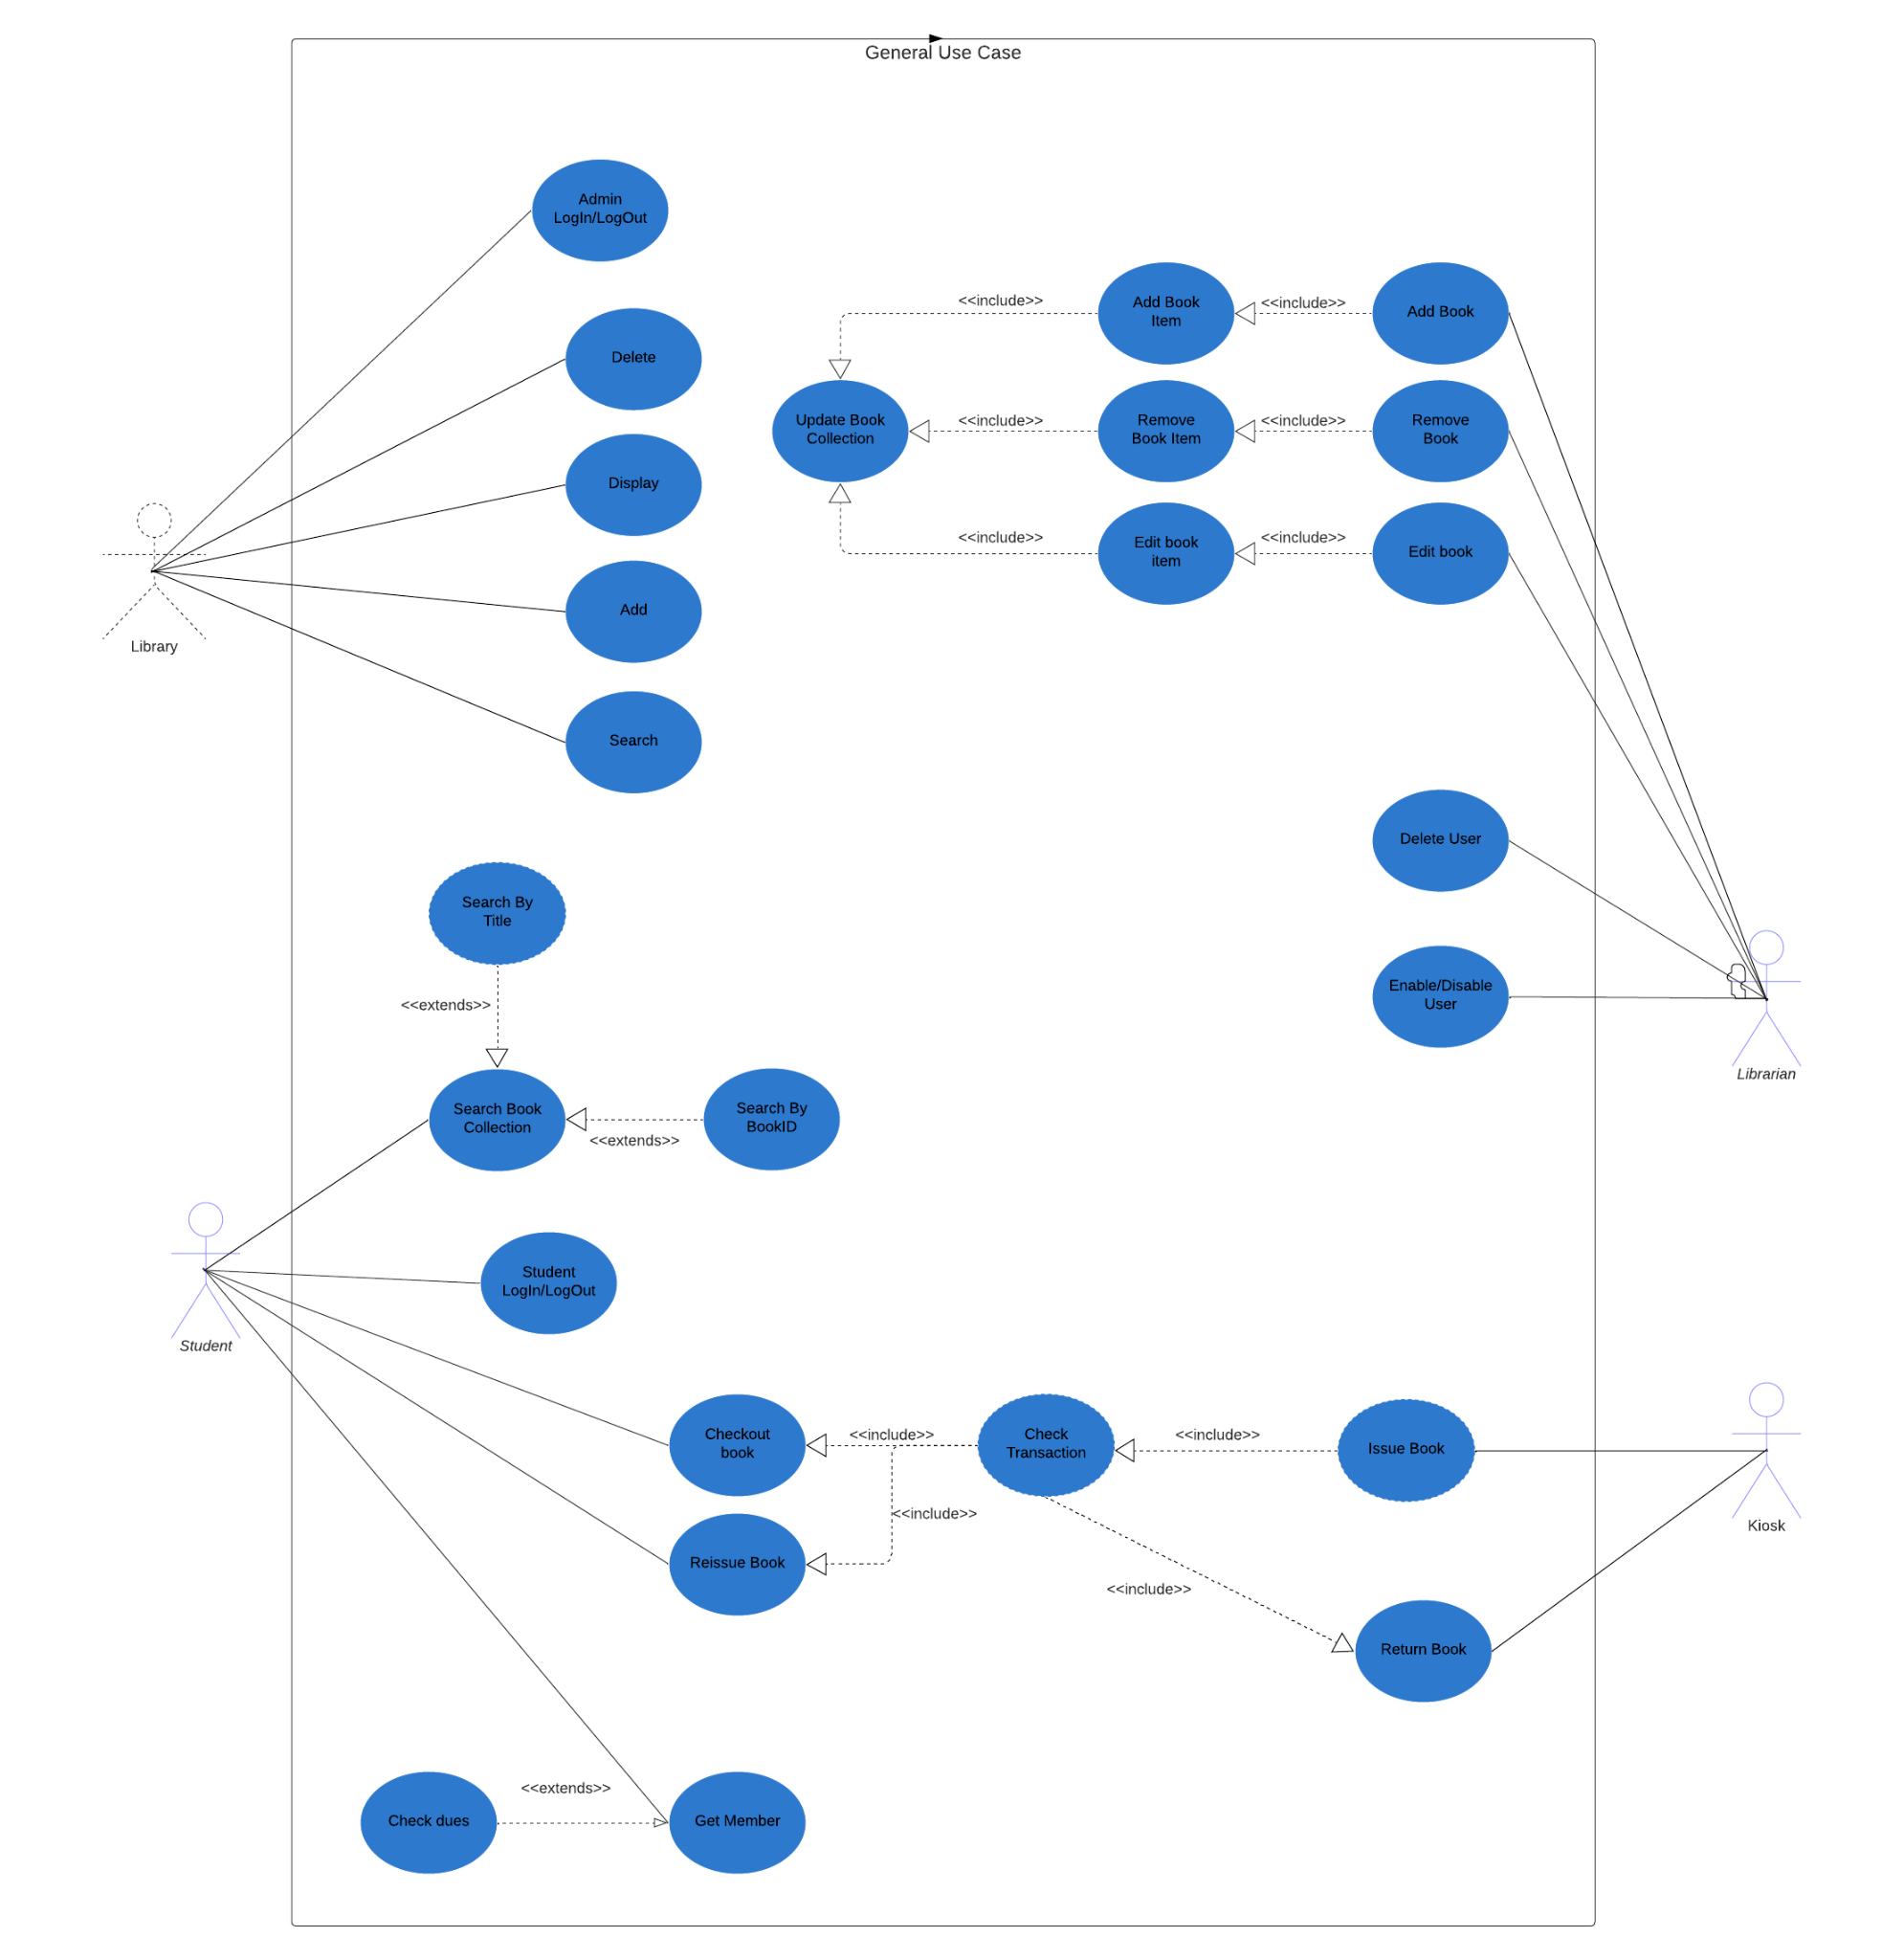 General Use Case
Admin
LogIn/LogOut
Delete
Display
Add
Search
Library
<<include>>
Add Book
Item
<<include>>
Add Book
Update Book
Collection
<<include>>
Remove
Book Item
<<include>>
Remove
Book
<<include>>
Edit book
item
<<include>>
Edit book
Delete User
Enable/Disable
User
Librarian
Search By
Title
<<extends>>
Search Book
Collection
<<extends>>
Search By
BookID
Student
LogIn/LogOut
Student
Checkout
book
<<include>>
Check
Transaction
<<include>>
Issue Book
Kiosk
<<include>>
Reissue Book
<<include>>
Return Book
<<extends>>
Check dues
Get Member